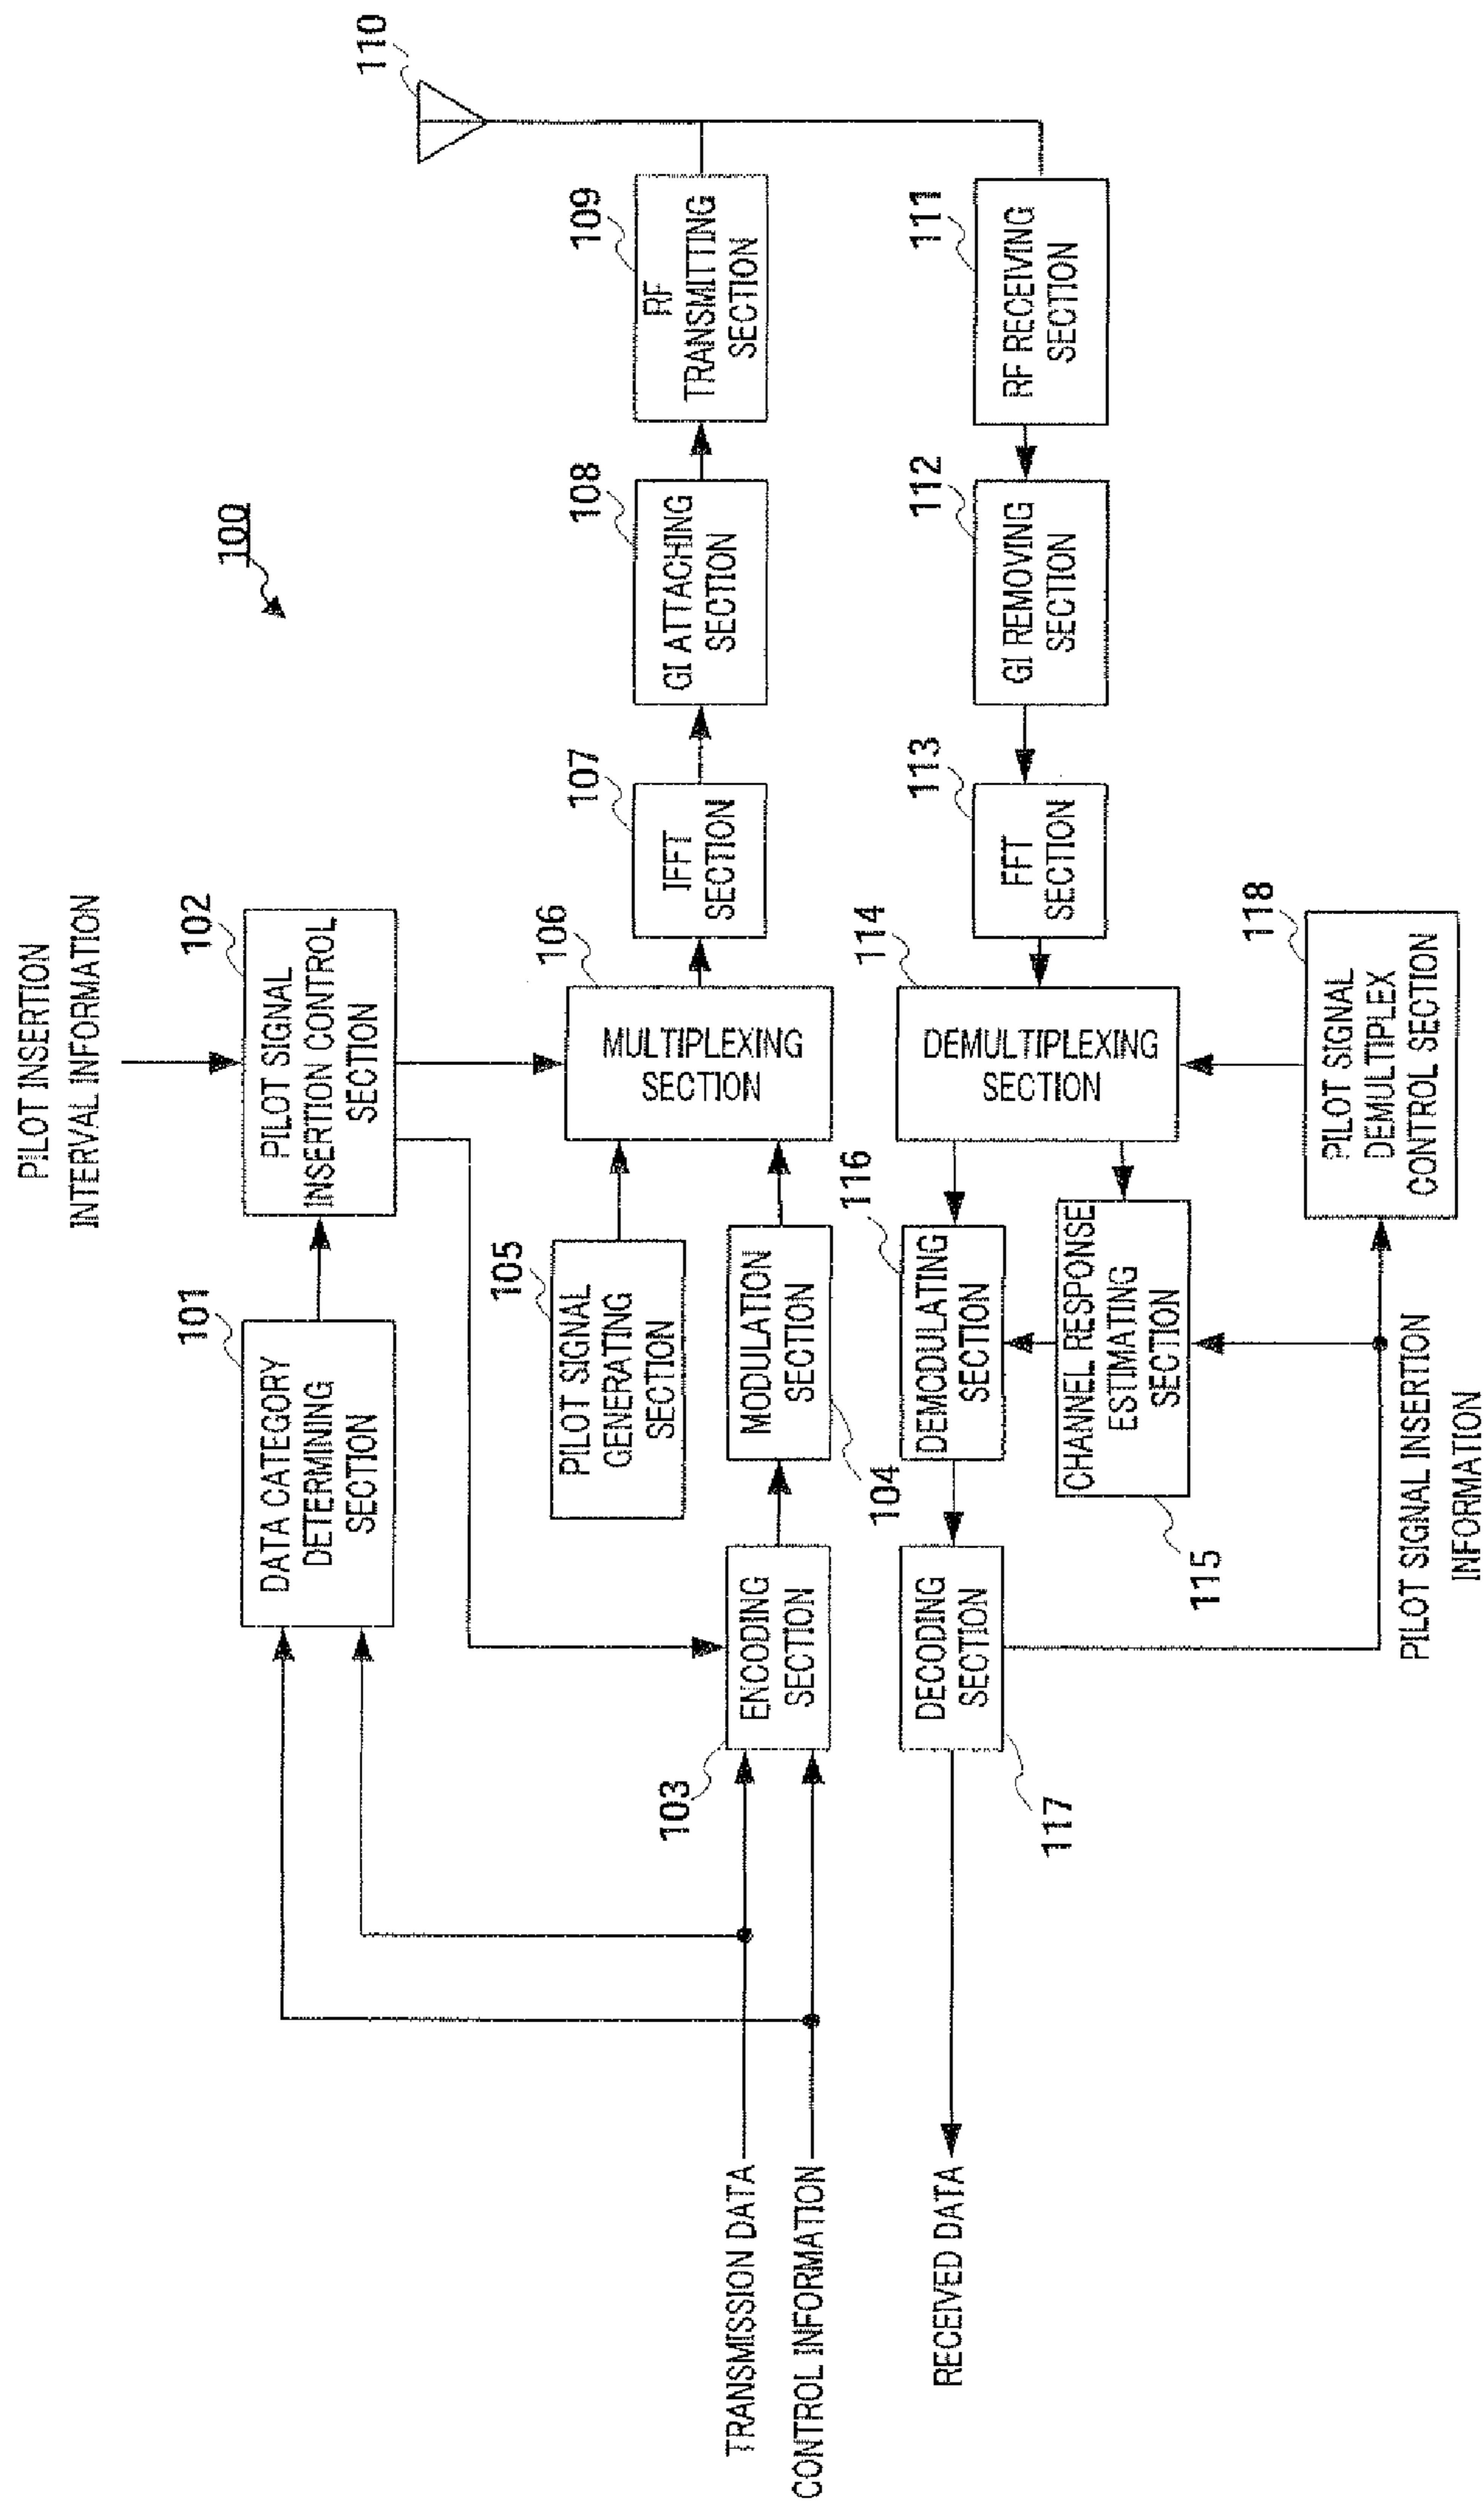 100
PILOT INSERTION
INTERVAL INFORMATION
101
DATA CATEGORY
DETERMINING
SECTION
102
PILOT SIGNAL
INSERTION CONTROL
SECTION
110
105
PILOT SIGNAL
GENERATING
SECTION
106
MULTIPLEXING
SECTION
107
IFFT
SECTION
108
GI ATTACHING
SECTION
109
RF
TRANSMITTING
SECTION
TRANSMISSION DATA
CONTROL INFORMATION
103
ENCODING
SECTION
MODULATION
SECTION
104
RECEIVED DATA
DECODING
SECTION
117
116
DEMODULATING
SECTION
CHANNEL RESPONSE
ESTIMATING
SECTION
115
114
DEMULTIPLEXING
SECTION
113
FFT
SECTION
112
GI REMOVING
SECTION
111
RF RECEIVING
SECTION
118
PILOT SIGNAL
DEMULTIPLEX
CONTROL SECTION
PILOT SIGNAL INSERTION
INFORMATION